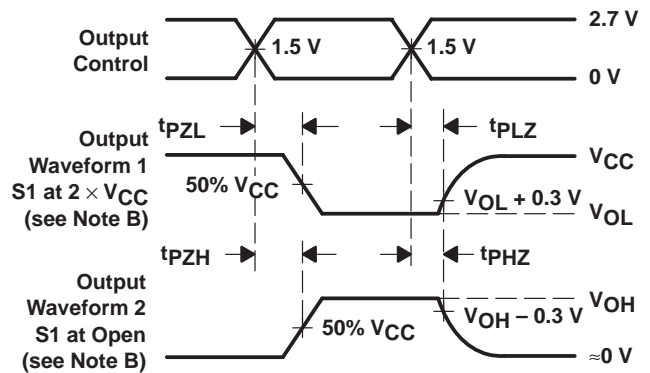 2.7 V
Output
Control
1.5 V
1.5 V
0 V
tPZL
tPLZ
Output
Waveform 1
S1 at 2 × VCC
(see Note B)
50% VCC
VCC
VOL + 0.3 V
VOL
tPZH
tPHZ
Output
Waveform 2
S1 at Open
(see Note B)
50% VCC
VOH
VOH – 0.3 V
≈0 V